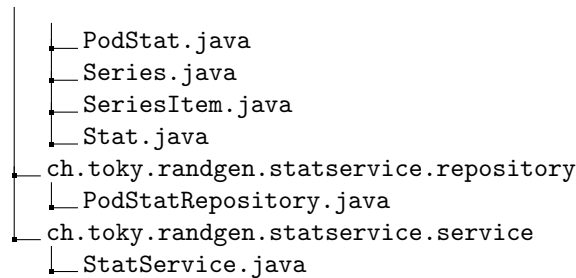 PodStat.java
Series.java
SeriesItem.java
Stat.java
ch.toky.randgen.statservice.repository
PodStatRepository.java
ch.toky.randgen.statservice.service
StatService.java